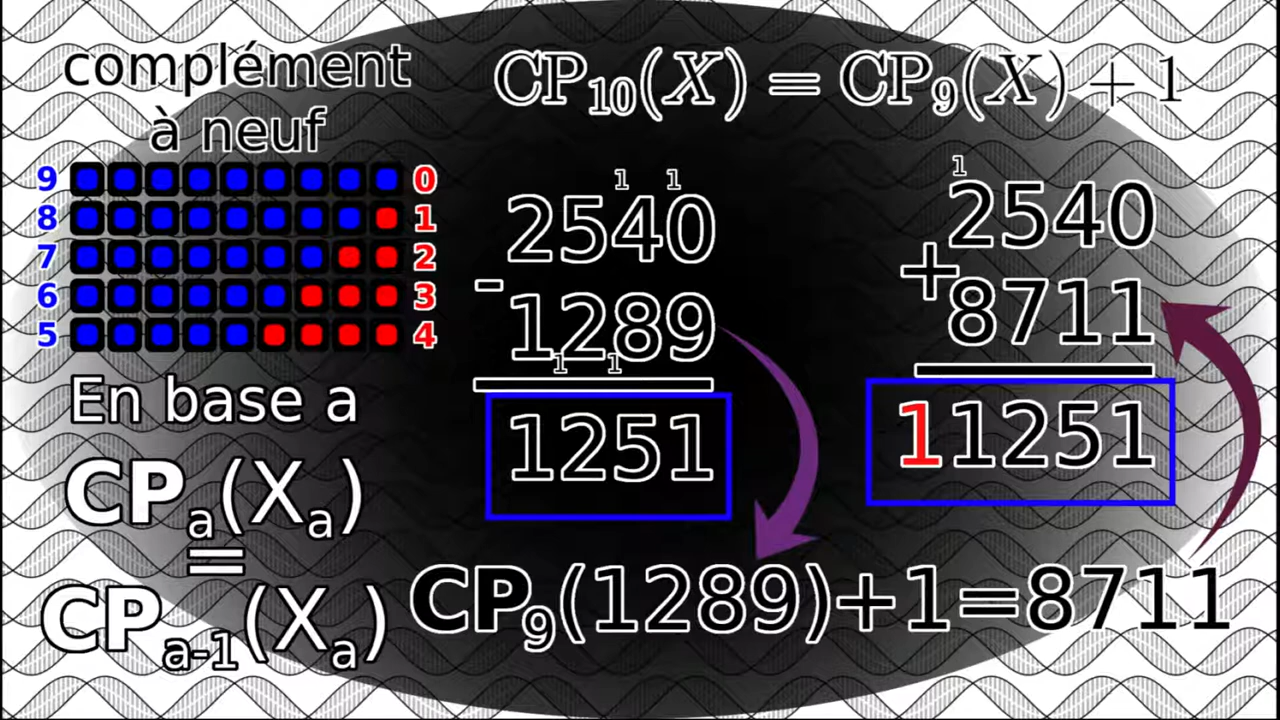 complément
à neuf
9 0
8 1
7 2
6 3
5 4
En base a
CPₐ(Xₐ)
=
CPₐ₋₁(Xₐ)
CP₁₀(X) = CP₉(X) + 1
1 1
2540
- 1289
1 1
1251
1
2540
+ 8711
11251
CP₉(1289)+1=8711